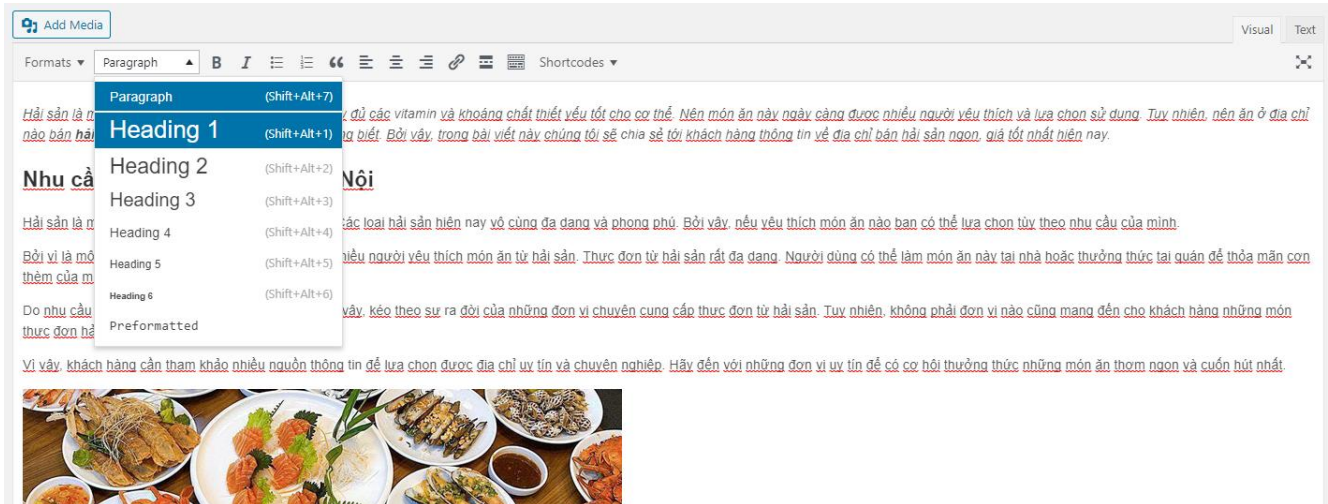 Add Media
Visual Text
Formats Paragraph B I Shortcodes
Paragraph (Shift+Alt+7)
Heading 1 (Shift+Alt+1)
Heading 2 (Shift+Alt+2)
Heading 3 (Shift+Alt+3)
Heading 4 (Shift+Alt+4)
Heading 5 (Shift+Alt+5)
Heading 6 (Shift+Alt+6)
Preformatted
Hải sản là đủ các vitamin và khoáng chất thiết yếu tốt cho cơ thể. Nên món ăn này ngày càng được nhiều người yêu thích và lựa chọn sử dụng. Tuy nhiên, nên ăn ở địa chỉ
nào bán biết. Bởi vậy, trong bài viết này chúng tôi sẽ chia sẻ tới khách hàng thông tin về địa chỉ bán hải sản ngon, giá tốt nhất hiện nay.
Nhu cầ Nội
Hải sản là loại hải sản hiện nay vô cùng đa dạng và phong phú. Bởi vậy, nếu yêu thích món ăn nào bạn có thể lựa chọn tùy theo nhu cầu của mình.
Bởi vì là người yêu thích món ăn từ hải sản. Thực đơn từ hải sản rất đa dạng. Người dùng có thể làm món ăn này tại nhà hoặc thưởng thức tại quán để thỏa mãn cơn
thèm của
Do nhu cầu vậy, kéo theo sự ra đời của những đơn vị chuyên cung cấp thực đơn từ hải sản. Tuy nhiên, không phải đơn vị nào cũng mang đến cho khách hàng những món
thực đơn
Vì vậy, khách hàng cần tham khảo nhiều nguồn thông tin để lựa chọn được địa chỉ uy tín và chuyên nghiệp. Hãy đến với những đơn vị uy tín để có cơ hội thưởng thức những món ăn thơm ngon và cuốn hút nhất.